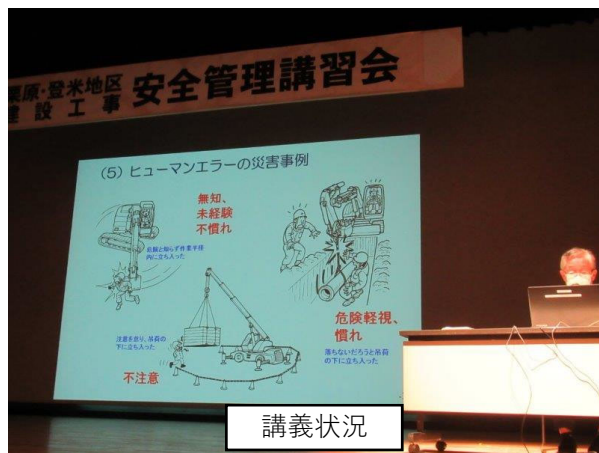 栗原・登米地区
建設工事
安全管理講習会
(5) ヒューマンエラーの災害事例
無知、
未経験
不慣れ
危険と知らず作業半径
内に立ち入った
注意を怠り、吊荷の
下に立ち入った
不注意
危険軽視、
慣れ
落ちないだろうと吊荷
の下に立ち入った
講義状況